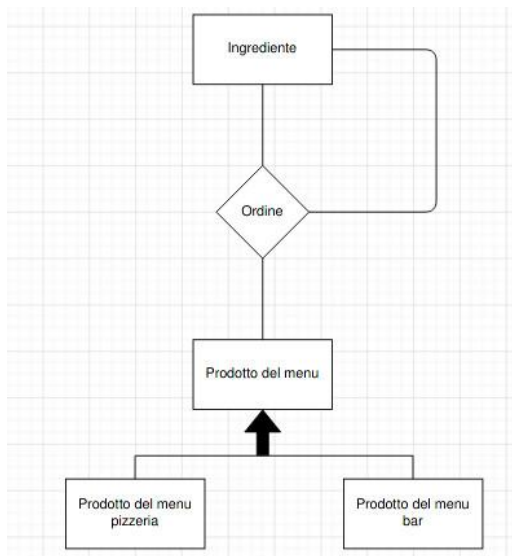 Ingrediente
Ordine
Prodotto del menu
Prodotto del menu
pizzeria
Prodotto del menu
bar